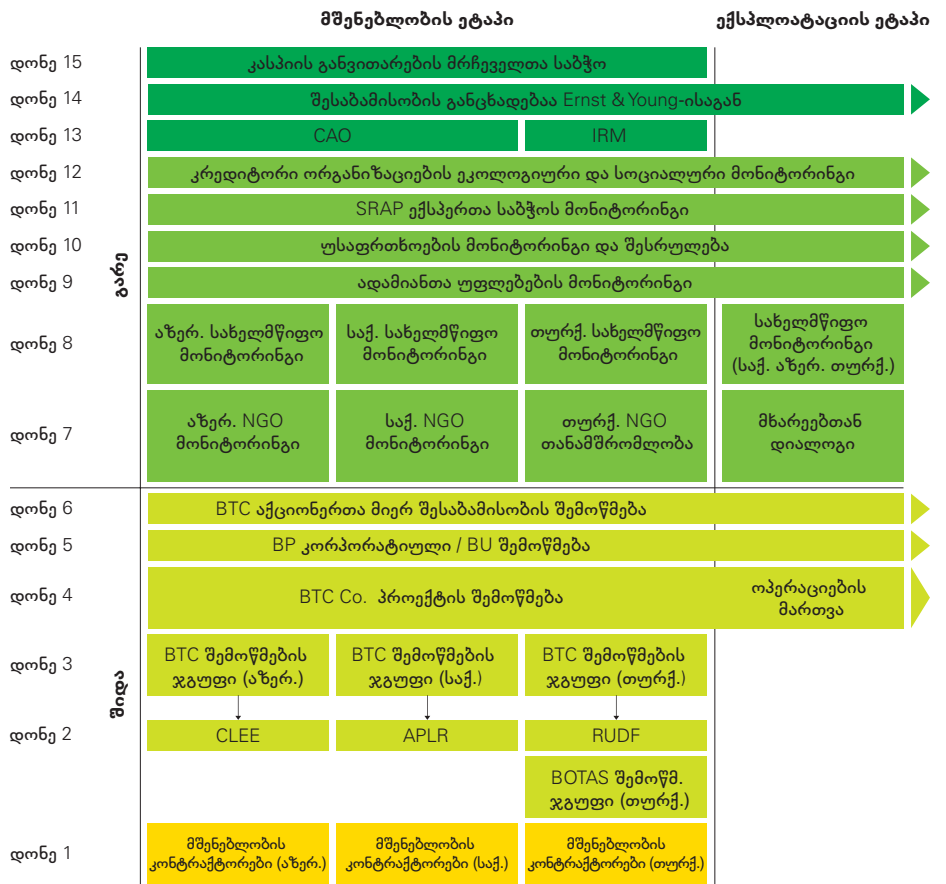 მშენებლობის ეტაპი
ექსპლოატაციის ეტაპი
დონე 15
კასპიის განვითარების მრჩეველთა საბჭო
დონე 14
შესაბამისობის განცხადებაა Ernst & Young-ისაგან
დონე 13
CAO
IRM
დონე 12
კრედიტორი ორგანიზაციების ეკოლოგიური და სოციალური მონიტორინგი
დონე 11
SRAP ექსპერთა საბჭოს მონიტორინგი
დონე 10
უსაფრთხოების მონიტორინგი და შესრულება
დონე 9
ადამიანთა უფლებების მონიტორინგი
გარე
დონე 8
აზერ. სახელმწიფო
მონიტორინგი
საქ. სახელმწიფო
მონიტორინგი
თურქ. სახელმწიფო
მონიტორინგი
სახელმწიფო
მონიტორინგი
(საქ. აზერ. თურქ.)
დონე 7
აზერ. NGO
მონიტორინგი
საქ. NGO
მონიტორინგი
თურქ. NGO
თანამშრომლობა
მხარეებთან
დიალოგი
დონე 6
BTC აქციონერთა მიერ შესაბამისობის შემოწმება
დონე 5
BP კორპორატიული / BU შემოწმება
დონე 4
BTC Co. პროექტის შემოწმება
ოპერაციების
მართვა
შიდა
დონე 3
BTC შემოწმების
ჯგუფი (აზერ.)
BTC შემოწმების
ჯგუფი (საქ.)
BTC შემოწმების
ჯგუფი (თურქ.)
დონე 2
CLEE
APLR
RUDF
BOTAS შემოწმ.
ჯგუფი (თურქ.)
დონე 1
მშენებლობის
კონტრაქტორები (აზერ.)
მშენებლობის
კონტრაქტორები (საქ.)
მშენებლობის
კონტრაქტორები (თურქ.)